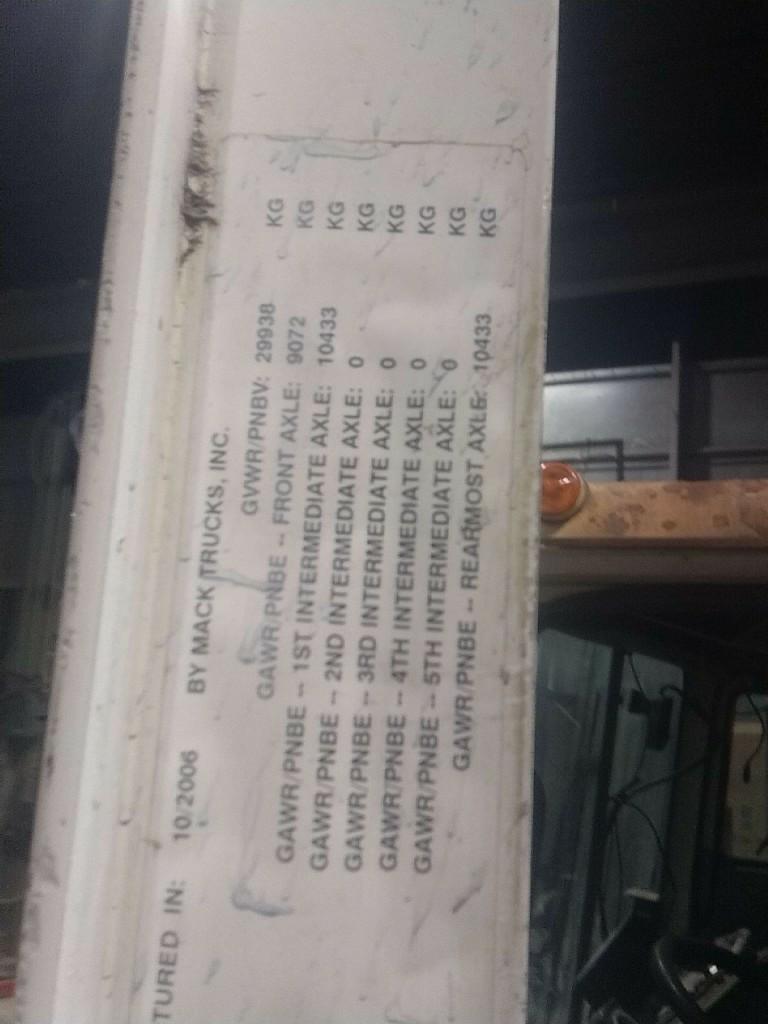 TURED IN: 10/2006 BY MACK TRUCKS, INC.
GVWR/PNBV: 29938 KG
GAWR/PNBE -- FRONT AXLE: 9072 KG
GAWR/PNBE -- 1ST INTERMEDIATE AXLE: 10433 KG
GAWR/PNBE -- 2ND INTERMEDIATE AXLE: 0 KG
GAWR/PNBE -- 3RD INTERMEDIATE AXLE: 0 KG
GAWR/PNBE -- 4TH INTERMEDIATE AXLE: 0 KG
GAWR/PNBE -- 5TH INTERMEDIATE AXLE: 0 KG
GAWR/PNBE -- REARMOST AXLE: 10433 KG